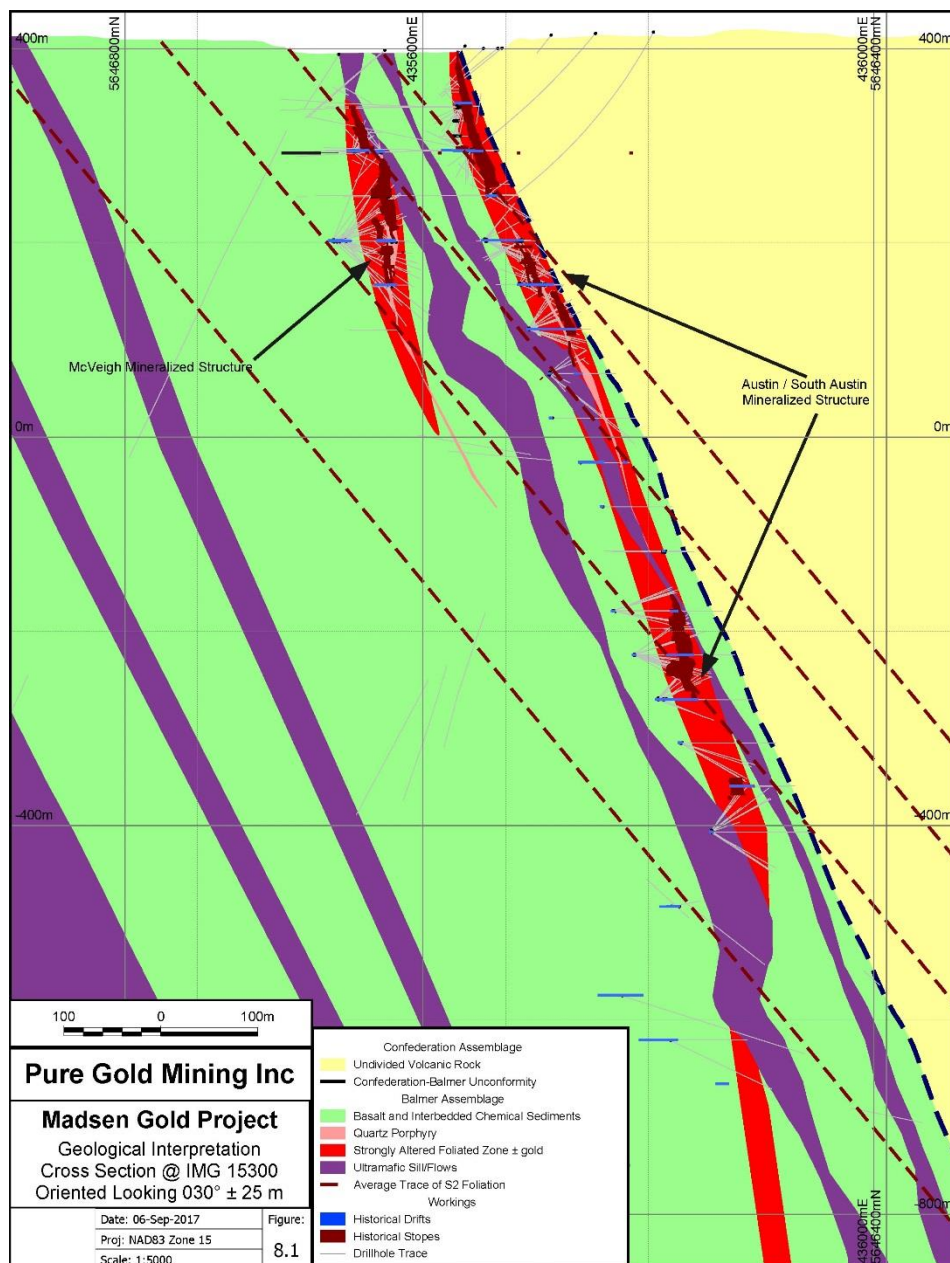 400m
5646800mN
435600mE
436000mE
5646400mN
400m
McVeigh Mineralized Structure
Austin / South Austin
Mineralized Structure
0m
0m
-400m
-400m
-800m
436000mE
5646400mN
100 0 100m
Pure Gold Mining Inc
Madsen Gold Project
Geological Interpretation
Cross Section @ IMG 15300
Oriented Looking 030° ± 25 m
Date: 06-Sep-2017
Proj: NAD83 Zone 15
Scale: 1:5000
Figure:
8.1
Confederation Assemblage
Undivided Volcanic Rock
Confederation-Balmer Unconformity
Balmer Assemblage
Basalt and Interbedded Chemical Sediments
Quartz Porphyry
Strongly Altered Foliated Zone ± gold
Ultramafic Sill/Flows
Average Trace of S2 Foliation
Workings
Historical Drifts
Historical Stopes
Drillhole Trace